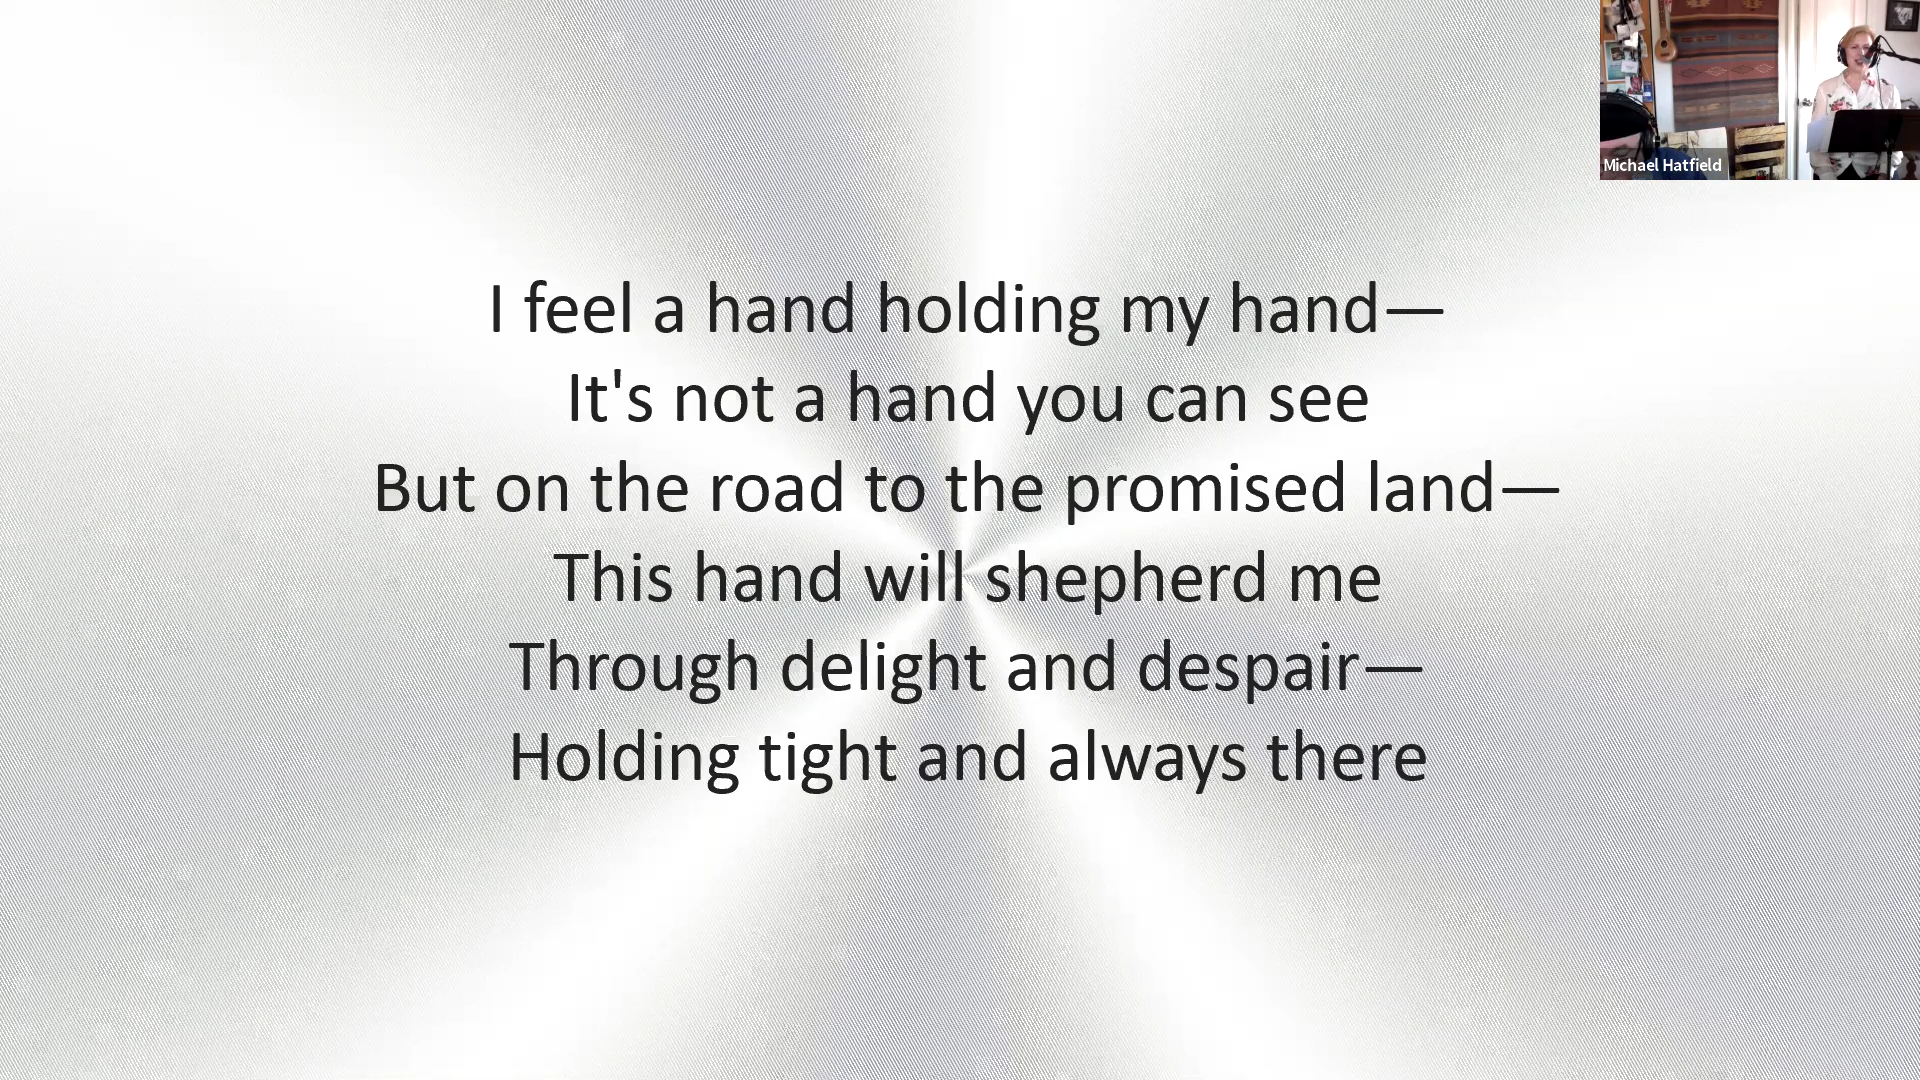 Michael Hatfield
I feel a hand holding my hand—
It's not a hand you can see
But on the road to the promised land—
This hand will shepherd me
Through delight and despair—
Holding tight and always there